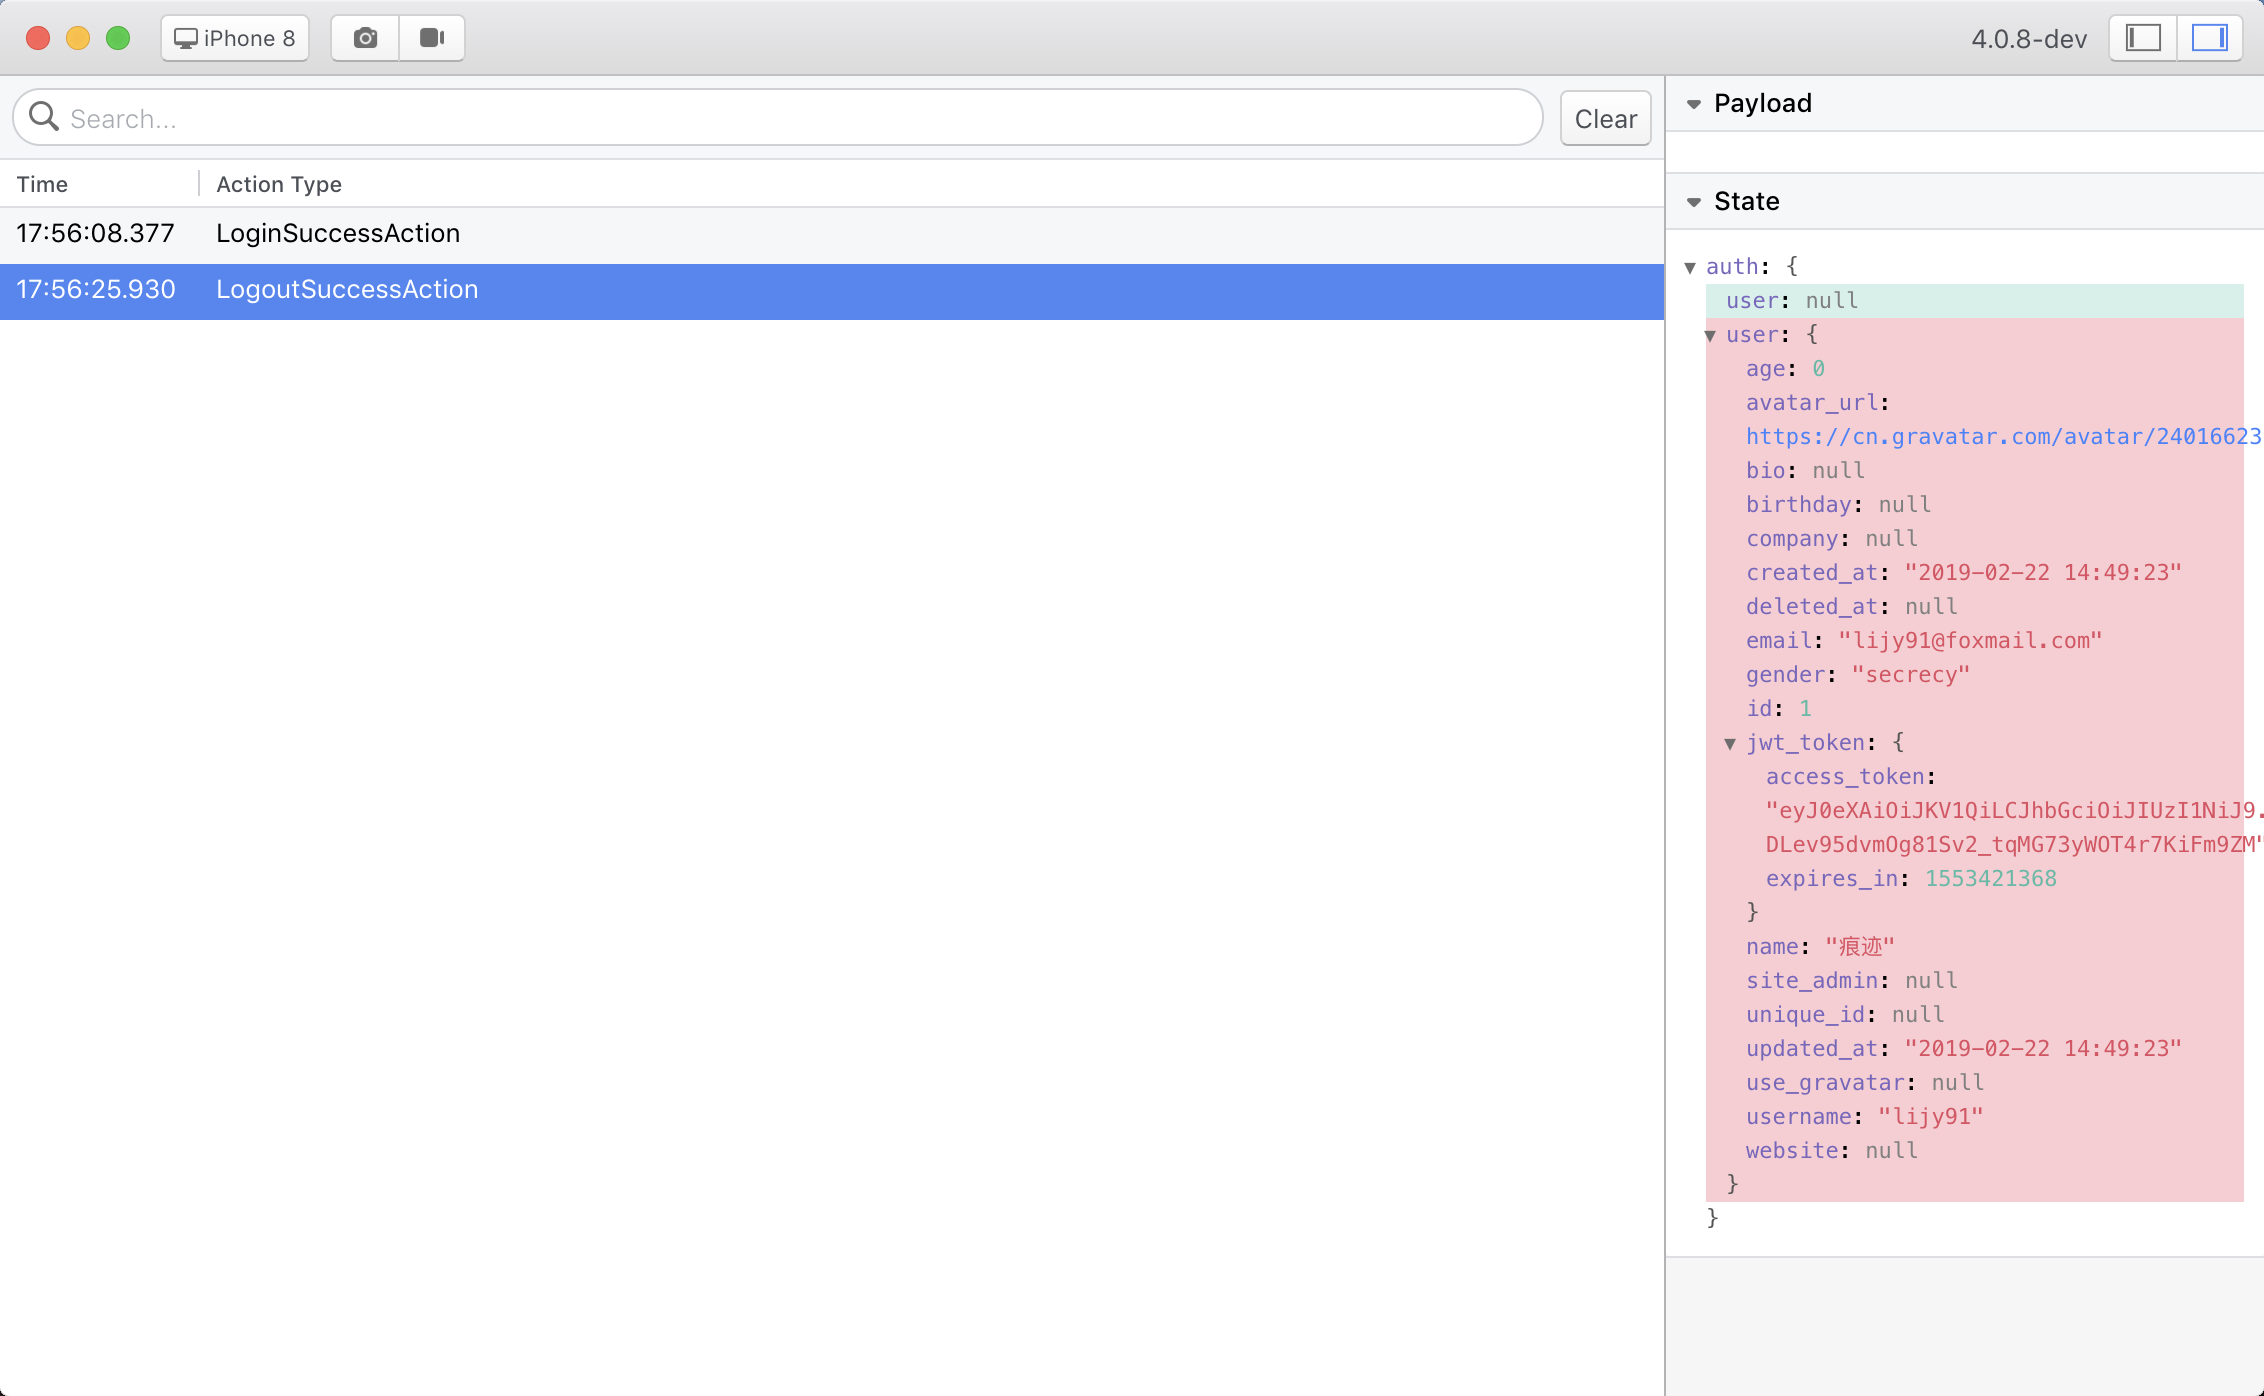 iPhone 8
4.0.8-dev
Search...
Clear
Time
Action Type
17:56:08.377
LoginSuccessAction
17:56:25.930
LogoutSuccessAction
Payload
State
auth: {
user: null
user: {
age: 0
avatar_url:
https://cn.gravatar.com/avatar/24016623
bio: null
birthday: null
company: null
created_at: "2019-02-22 14:49:23"
deleted_at: null
email: "lijy91@foxmail.com"
gender: "secrecy"
id: 1
jwt_token: {
access_token:
"eyJ0eXAiOiJKV1QiLCJhbGciOiJIUzI1NiJ9.
DLev95dvmOg81Sv2_tqMG73yWOT4r7KiFm9ZM"
expires_in: 1553421368
}
name: "痕迹"
site_admin: null
unique_id: null
updated_at: "2019-02-22 14:49:23"
use_gravatar: null
username: "lijy91"
website: null
}
}